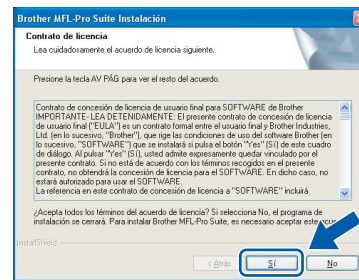 Brother MFL-Pro Suite Instalación
Contrato de licencia
Lea cuidadosamente el acuerdo de licencia siguiente.
Presione la tecla AV PÁG para ver el resto del acuerdo.
Contrato de concesión de licencia de usuario final para SOFTWARE de Brother
IMPORTANTE- LEA DETENIDAMENTE: El presente contrato de concesión de licencia
de usuario final ("EULA") es un contrato formal entre el usuario final y Brother Industries,
Ltd. (en lo sucesivo, "Brother"), que rige las condiciones de uso del software Brother (en
lo sucesivo, "SOFTWARE") que se instalará si pulsa el botón "Yes" (Sí) de este cuadro
de diálogo. Al pulsar "Yes" (Sí), usted admite expresamente quedar vinculado por el
presente contrato. Si no está de acuerdo con los términos recogidos en el presente
contrato, no obtendrá la concesión de licencia para el SOFTWARE. En dicho caso, no
estará autorizado para usar el SOFTWARE.
La referencia en este contrato de concesión de licencia a "SOFTWARE" incluirá
¿Acepta todos los términos del acuerdo de licencia? Si selecciona No, el programa de
instalación se cerrará. Para instalar Brother MFL-Pro Suite, es necesario aceptar este
InstallShield
< Atrás Sí No